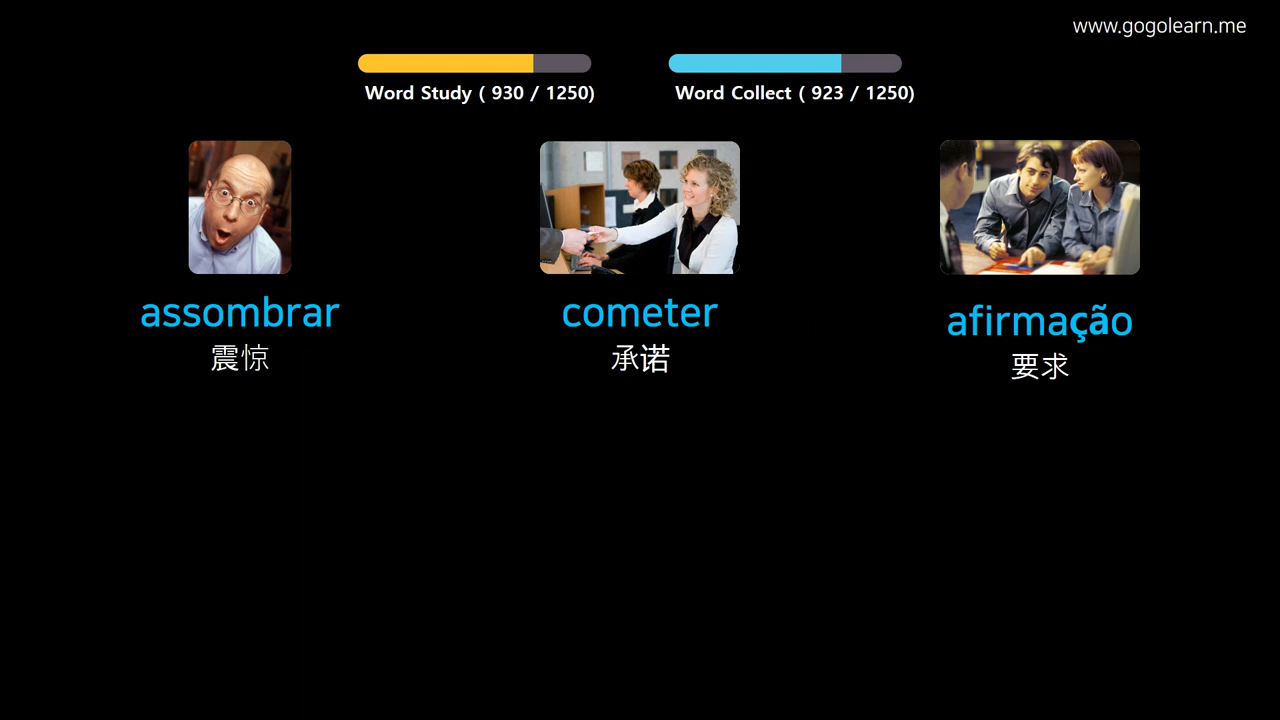 www.gogolearn.me
Word Study ( 930 / 1250)
Word Collect ( 923 / 1250)
assombrar
cometer
afirmação
震惊
承诺
要求